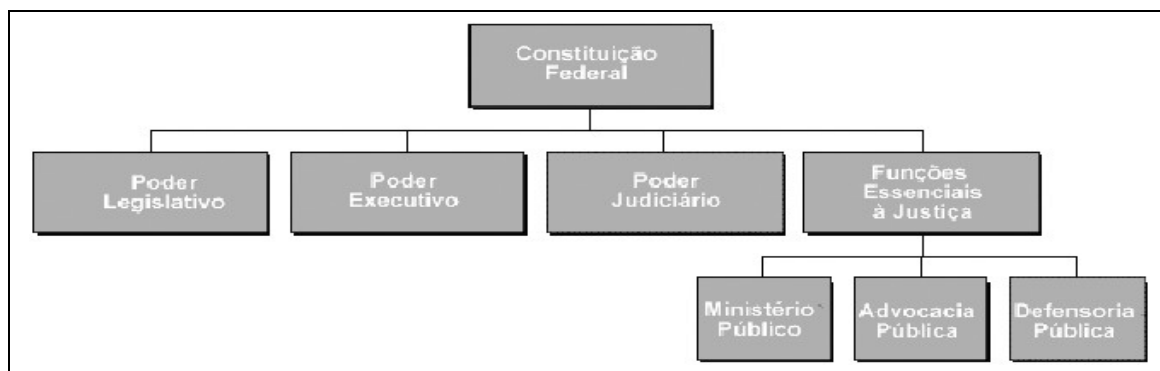 Constituição
Federal
Poder
Legislativo
Poder
Executivo
Poder
Judiciário
Funções
Essenciais
à Justiça
Ministério
Público
Advocacia
Pública
Defensoria
Pública